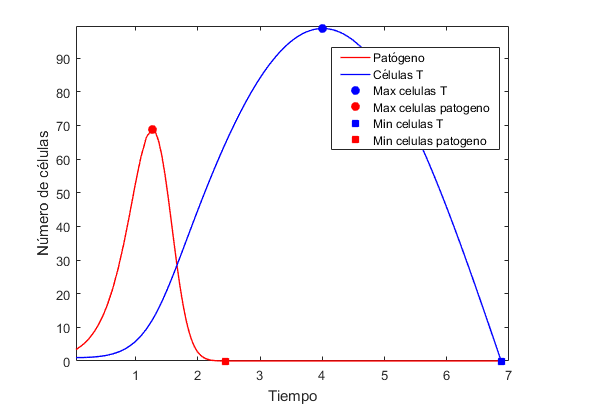 90
80
70
60
50
40
30
20
10
0
Número de células
Patógeno
Células T
Max celulas T
Max celulas patogeno
Min celulas T
Min celulas patogeno
1 2 3 4 5 6 7
Tiempo